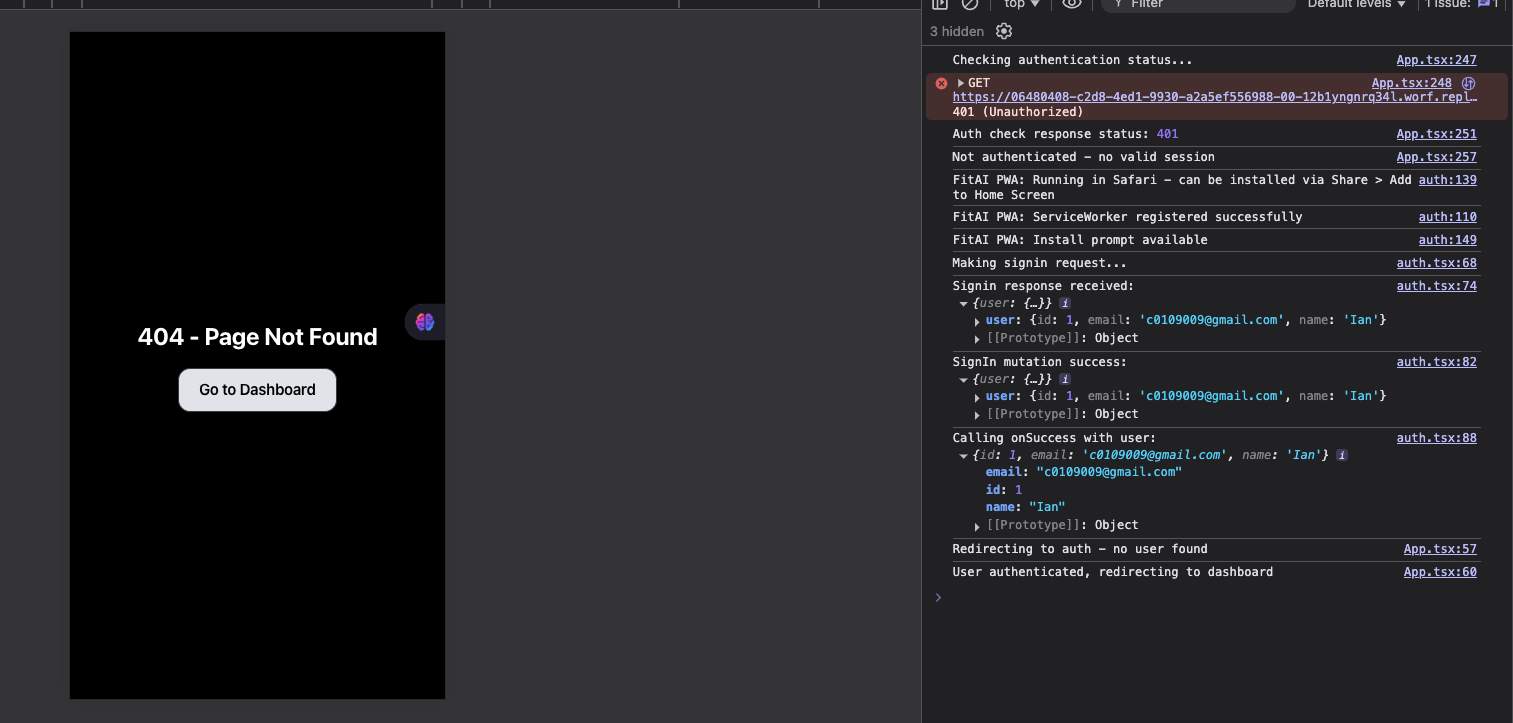 top
Filter
Default levels
1 Issue:
1
3 hidden
Checking authentication status... App.tsx:247
GET App.tsx:248
https://06480408-c2d8-4ed1-9930-a2a5ef556988-00-12b1yngnrq34l.worf.repl…
401 (Unauthorized)
Auth check response status: 401 App.tsx:251
Not authenticated – no valid session App.tsx:257
FitAI PWA: Running in Safari – can be installed via Share > Add auth:139
to Home Screen
FitAI PWA: ServiceWorker registered successfully auth:110
FitAI PWA: Install prompt available auth:149
Making signin request... auth.tsx:68
Signin response received: auth.tsx:74
{user: {…}} i
user: {id: 1, email: 'c0109009@gmail.com', name: 'Ian'}
[[Prototype]]: Object
SignIn mutation success: auth.tsx:82
{user: {…}} i
user: {id: 1, email: 'c0109009@gmail.com', name: 'Ian'}
[[Prototype]]: Object
Calling onSuccess with user: auth.tsx:88
{id: 1, email: 'c0109009@gmail.com', name: 'Ian'} i
email: "c0109009@gmail.com"
id: 1
name: "Ian"
[[Prototype]]: Object
Redirecting to auth – no user found App.tsx:57
User authenticated, redirecting to dashboard App.tsx:60
404 - Page Not Found
Go to Dashboard